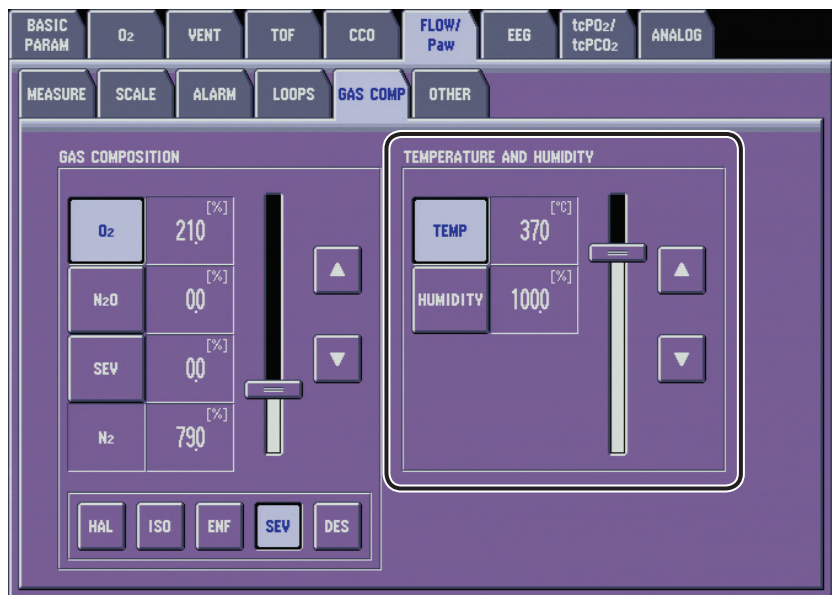 BASIC PARAM
O2
VENT
TOF
CCO
FLOW/ Paw
EEG
tcPO2/ tcPCO2
ANALOG
MEASURE
SCALE
ALARM
LOOPS
GAS COMP
OTHER
GAS COMPOSITION
O2
21.0
[%]
N2O
0.0
[%]
SEV
0.0
[%]
N2
79.0
[%]
HAL
ISO
ENF
SEV
DES
TEMPERATURE AND HUMIDITY
TEMP
37.0
[°C]
HUMIDITY
100.0
[%]